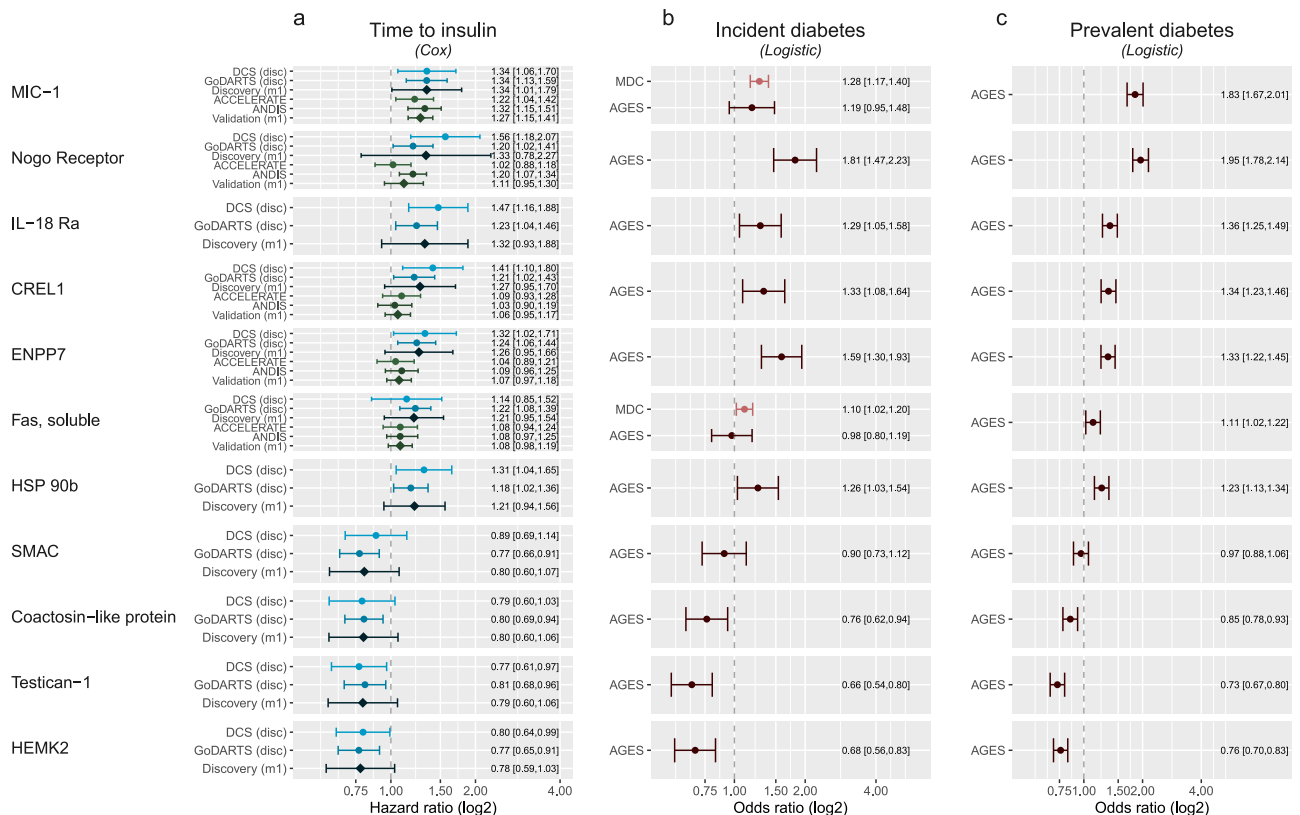 a
Time to insulin
(Cox)
b
Incident diabetes
(Logistic)
c
Prevalent diabetes
(Logistic)
MIC−1
DCS (disc) 1.34 [1.06,1.70]
GoDARTS (disc) 1.34 [1.13,1.59]
Discovery (m1) 1.34 [1.01,1.79]
ACCELERATE 1.22 [1.04,1.42]
ANDIS 1.32 [1.15,1.51]
Validation (m1) 1.27 [1.15,1.41]
MDC 1.28 [1.17,1.40]
AGES 1.19 [0.95,1.48]
AGES 1.83 [1.67,2.01]
Nogo Receptor
DCS (disc) 1.56 [1.18,2.07]
GoDARTS (disc) 1.20 [1.02,1.41]
Discovery (m1) 1.33 [0.78,2.27]
ACCELERATE 1.02 [0.88,1.18]
ANDIS 1.20 [1.07,1.34]
Validation (m1) 1.11 [0.95,1.30]
AGES 1.81 [1.47,2.23]
AGES 1.95 [1.78,2.14]
IL−18 Ra
DCS (disc) 1.47 [1.16,1.88]
GoDARTS (disc) 1.23 [1.04,1.46]
Discovery (m1) 1.32 [0.93,1.88]
AGES 1.29 [1.05,1.58]
AGES 1.36 [1.25,1.49]
CREL1
DCS (disc) 1.41 [1.10,1.80]
GoDARTS (disc) 1.21 [1.02,1.43]
Discovery (m1) 1.27 [0.95,1.70]
ACCELERATE 1.09 [0.93,1.28]
ANDIS 1.03 [0.90,1.19]
Validation (m1) 1.06 [0.95,1.17]
AGES 1.33 [1.08,1.64]
AGES 1.34 [1.23,1.46]
ENPP7
DCS (disc) 1.32 [1.02,1.71]
GoDARTS (disc) 1.24 [1.06,1.44]
Discovery (m1) 1.26 [0.95,1.66]
ACCELERATE 1.04 [0.89,1.21]
ANDIS 1.09 [0.96,1.25]
Validation (m1) 1.07 [0.97,1.18]
AGES 1.59 [1.30,1.93]
AGES 1.33 [1.22,1.45]
Fas, soluble
DCS (disc) 1.14 [0.85,1.52]
GoDARTS (disc) 1.22 [1.08,1.39]
Discovery (m1) 1.21 [0.95,1.54]
ACCELERATE 1.08 [0.94,1.24]
ANDIS 1.08 [0.97,1.25]
Validation (m1) 1.08 [0.98,1.19]
MDC 1.10 [1.02,1.20]
AGES 0.98 [0.80,1.19]
AGES 1.11 [1.02,1.22]
HSP 90b
DCS (disc) 1.31 [1.04,1.65]
GoDARTS (disc) 1.18 [1.02,1.36]
Discovery (m1) 1.21 [0.94,1.56]
AGES 1.26 [1.03,1.54]
AGES 1.23 [1.13,1.34]
SMAC
DCS (disc) 0.89 [0.69,1.14]
GoDARTS (disc) 0.77 [0.66,0.91]
Discovery (m1) 0.80 [0.60,1.07]
AGES 0.90 [0.73,1.12]
AGES 0.97 [0.88,1.06]
Coactosin−like protein
DCS (disc) 0.79 [0.60,1.03]
GoDARTS (disc) 0.80 [0.69,0.94]
Discovery (m1) 0.80 [0.60,1.06]
AGES 0.76 [0.62,0.94]
AGES 0.85 [0.78,0.93]
Testican−1
DCS (disc) 0.77 [0.61,0.97]
GoDARTS (disc) 0.81 [0.68,0.96]
Discovery (m1) 0.79 [0.60,1.06]
AGES 0.66 [0.54,0.80]
AGES 0.73 [0.67,0.80]
HEMK2
DCS (disc) 0.80 [0.64,0.99]
GoDARTS (disc) 0.77 [0.65,0.91]
Discovery (m1) 0.78 [0.59,1.03]
AGES 0.68 [0.56,0.83]
AGES 0.76 [0.70,0.83]
0.75 1.00 1.50 2.00 4.00
Hazard ratio (log2)
0.75 1.00 1.50 2.00 4.00
Odds ratio (log2)
0.75 1.00 1.50 2.00 4.00
Odds ratio (log2)